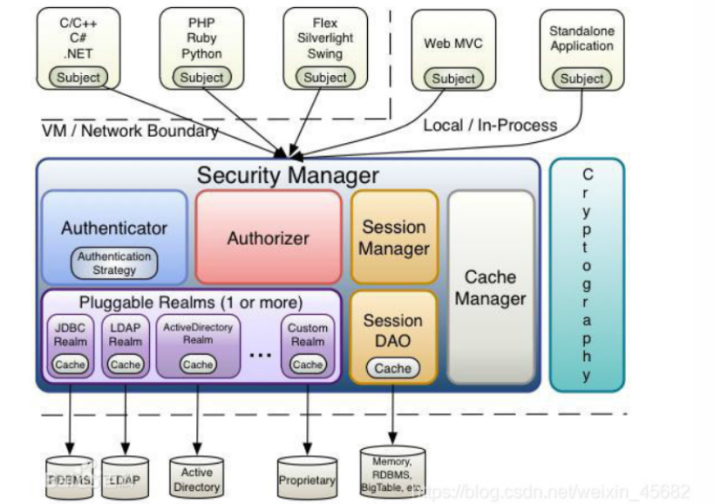 C/C++
C#
.NET
Subject
PHP
Ruby
Python
Subject
Flex
Silverlight
Swing
Subject
Web MVC
Subject
Standalone
Application
Subject
VM / Network Boundary
Local / In-Process
Security Manager
Authenticator
Authentication
Strategy
Authorizer
Session
Manager
Cache
Manager
Pluggable Realms (1 or more)
JDBC
Realm
Cache
LDAP
Realm
Cache
ActiveDirectory
Realm
Cache
...
Custom
Realm
Cache
Session
DAO
Cache
C
r
y
p
t
o
g
r
a
p
h
y
RDBMS
LDAP
Active
Directory
Proprietary
Memory,
RDBMS,
BigTable, etc.
https://blog.csdn.net/weixin_45682